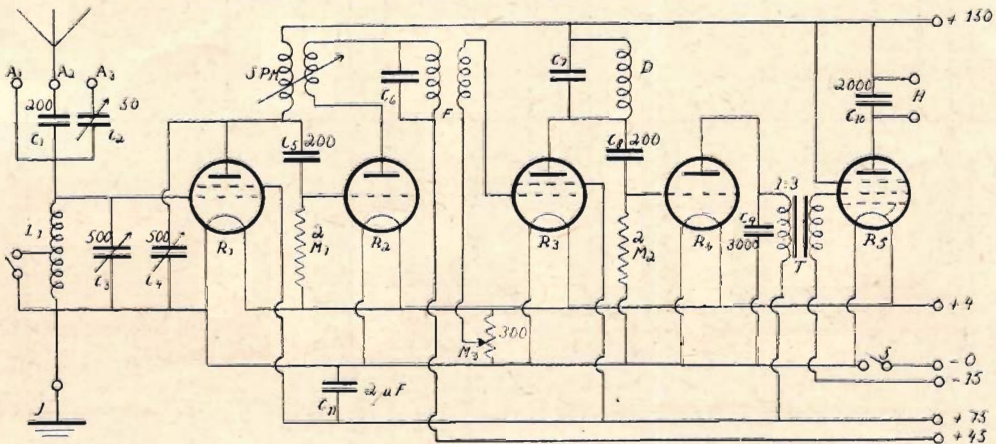 A1
A2
A3
200
C1
50
C2
L1
500
C3
500
C4
R1
SPM
C5 200
2
M1
C6
R2
F
M3
300
C11
2 µF
C7
D
R3
C8 200
2
M2
R4
C9
3000
1:3
T
2000
C10
H
R5
S
J
+ 150
+ 4
- 0
- 15
+ 75
+ 45